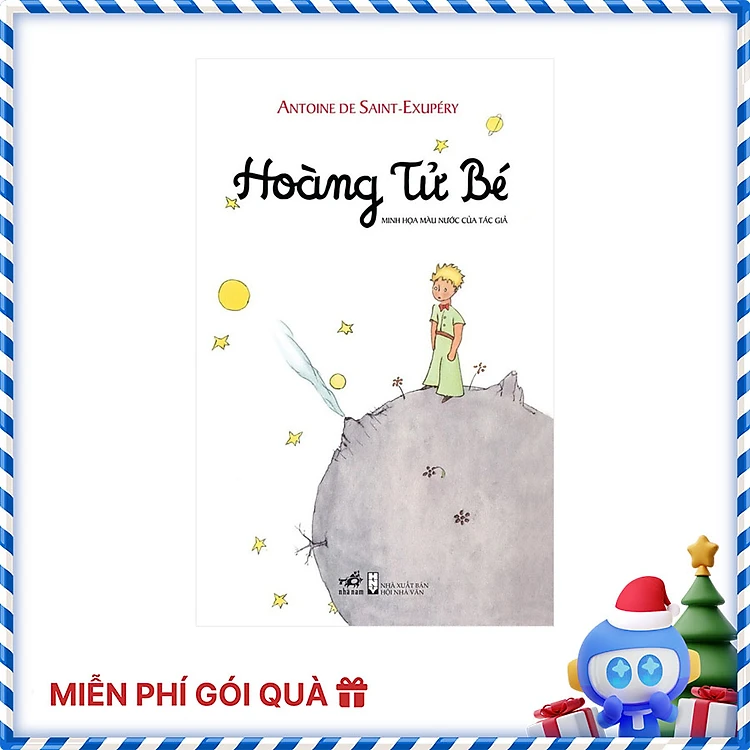 ANTOINE DE SAINT-EXUPÉRY
Hoàng Tử Bé
MINH HỌA MÀU NƯỚC CỦA TÁC GIẢ
nhã nam
NHÀ XUẤT BẢN
HỘI NHÀ VĂN
MIỄN PHÍ GÓI QUÀ